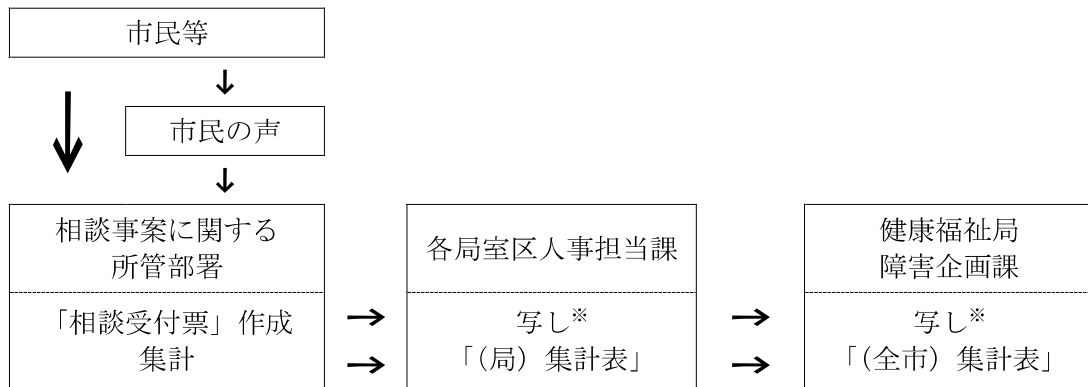 市民等
↓
↓
市民の声
↓
相談事案に関する
所管部署
「相談受付票」作成
集計
→
→
各局室区人事担当課
写し※
「（局）集計表」
→
→
健康福祉局
障害企画課
写し※
「（全市）集計表」